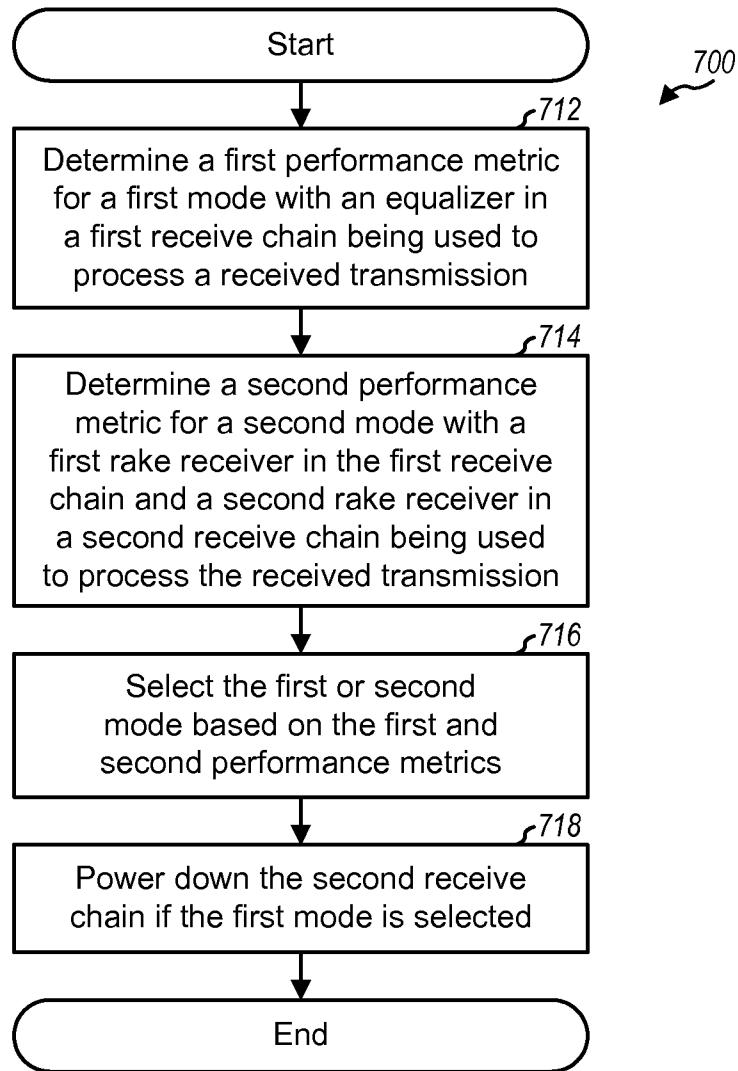 Start
700
712
Determine a first performance metric
for a first mode with an equalizer in
a first receive chain being used to
process a received transmission
714
Determine a second performance
metric for a second mode with a
first rake receiver in the first receive
chain and a second rake receiver in
a second receive chain being used
to process the received transmission
716
Select the first or second
mode based on the first and
second performance metrics
718
Power down the second receive
chain if the first mode is selected
End